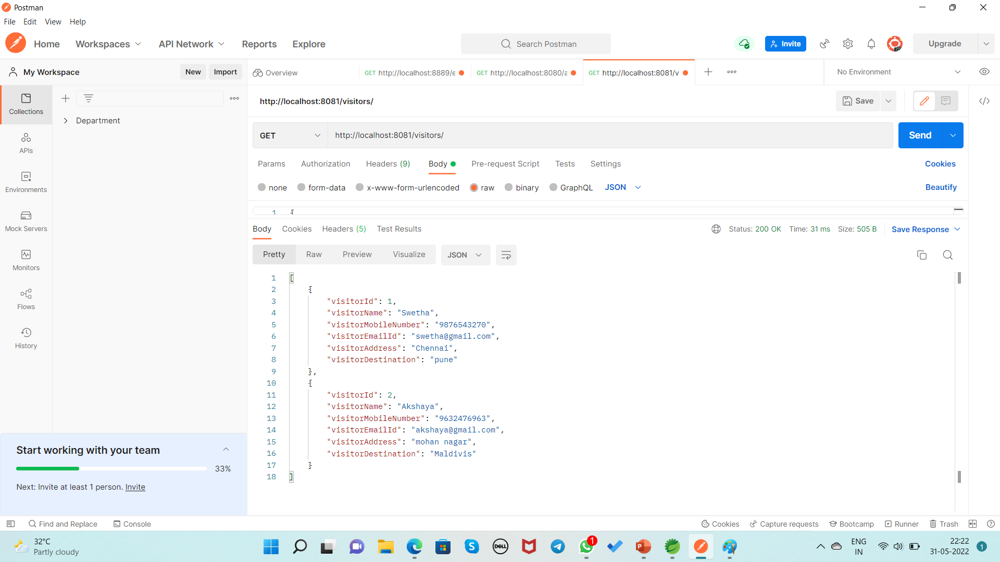 Postman
File Edit View Help
Home Workspaces API Network Reports Explore Search Postman Invite Upgrade
My Workspace New Import Overview GET http://localhost:8889/e GET http://localhost:8080/a GET http://localhost:8081/v No Environment
Collections
APIs
Environments
Mock Servers
Monitors
Flows
History
Department
http://localhost:8081/visitors/ Save
GET http://localhost:8081/visitors/ Send
Params Authorization Headers (9) Body Pre-request Script Tests Settings Cookies
none form-data x-www-form-urlencoded raw binary GraphQL JSON Beautify
1 {
Body Cookies Headers (5) Test Results Status: 200 OK Time: 31 ms Size: 505 B Save Response
Pretty Raw Preview Visualize JSON
1 [
2 {
3 "visitorId": 1,
4 "visitorName": "Swetha",
5 "visitorMobileNumber": "9876543270",
6 "visitorEmailId": "swetha@gmail.com",
7 "visitorAddress": "Chennai",
8 "visitorDestination": "pune"
9 },
10 {
11 "visitorId": 2,
12 "visitorName": "Akshaya",
13 "visitorMobileNumber": "9632476963",
14 "visitorEmailId": "akshaya@gmail.com",
15 "visitorAddress": "mohan nagar",
16 "visitorDestination": "Maldivis"
17 }
18 ]
Start working with your team
33%
Next: Invite at least 1 person. Invite
Find and Replace Console Cookies Capture requests Bootcamp Runner Trash
32°C
Partly cloudy
DELL
1
ENG
IN
22:22
31-05-2022
1